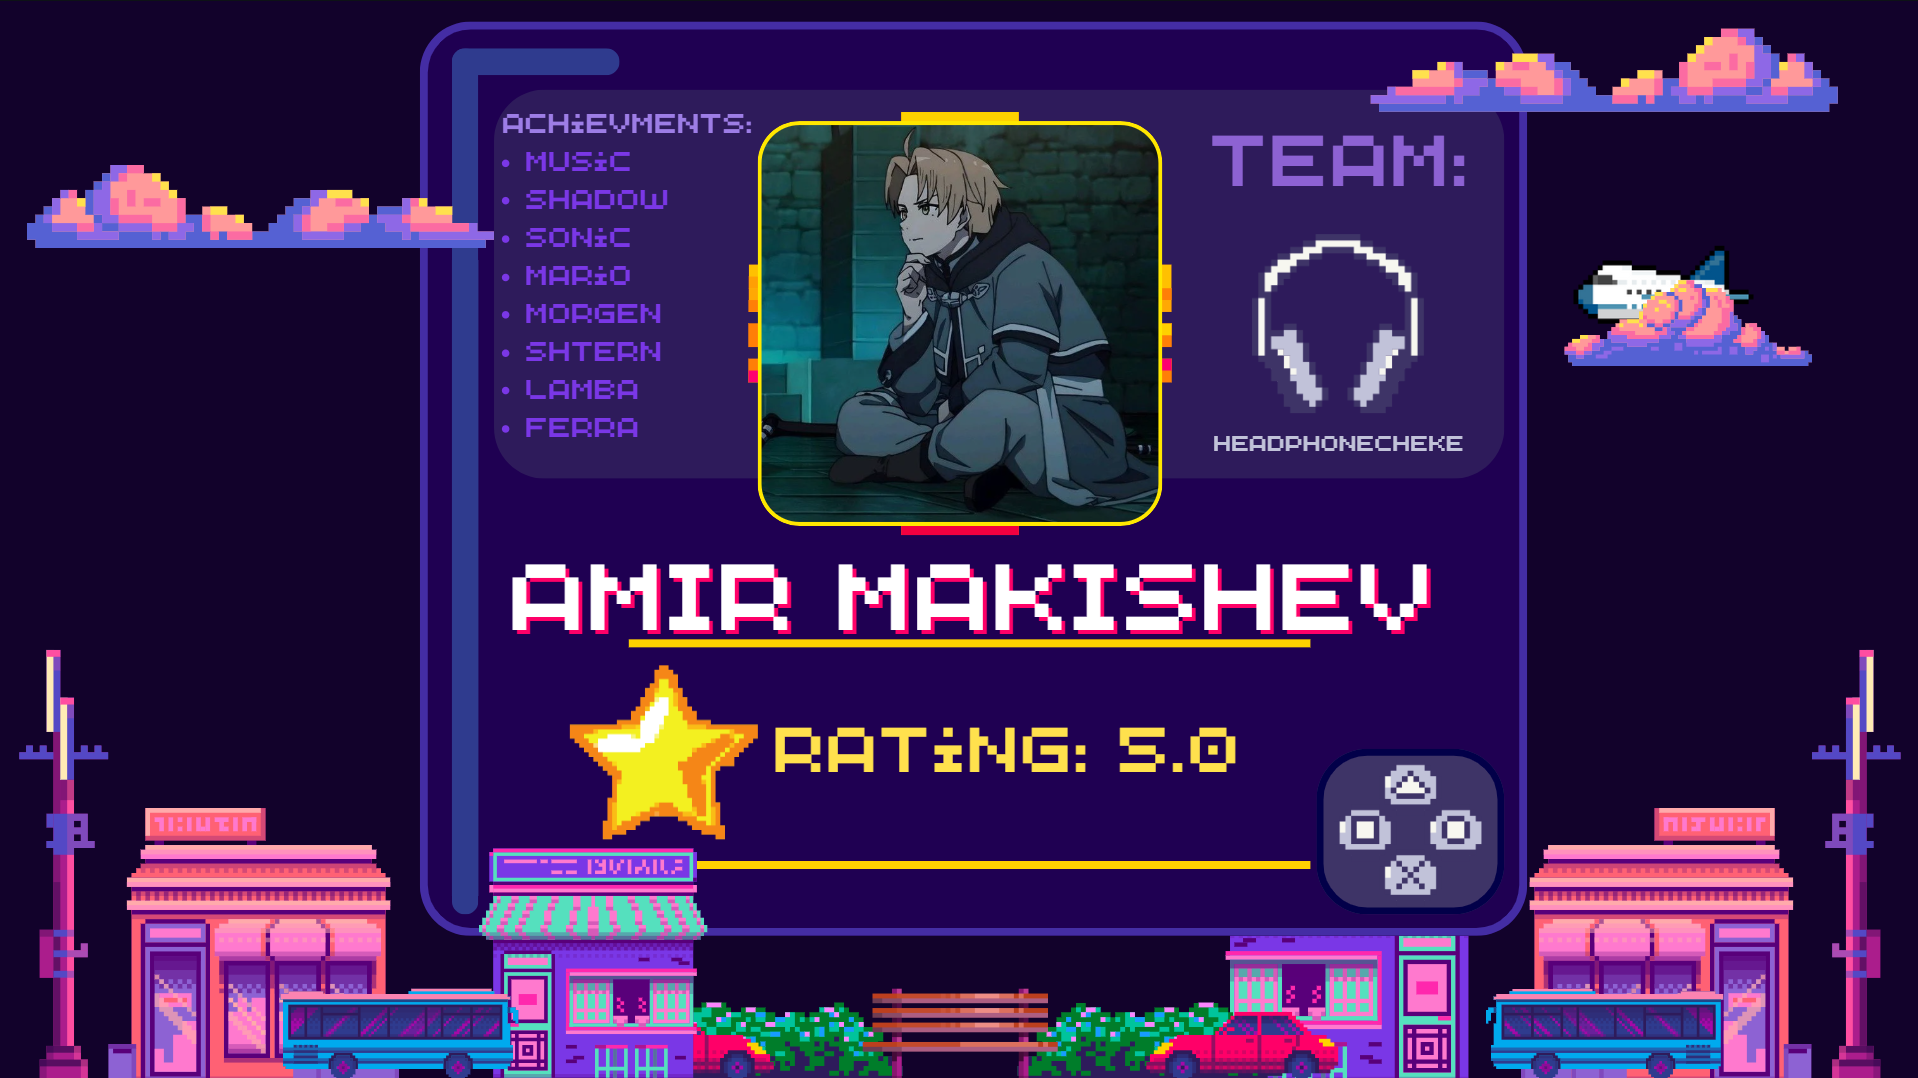 ACHiEVMENTS:
• MUSiC
• SHADOW
• SONiC
• MARiO
• MORGEN
• SHTERN
• LAMBA
• FERRA
TEAM:
HEADPHONECHEKE
AMIR MAKISHEV
RATiNG: 5.0